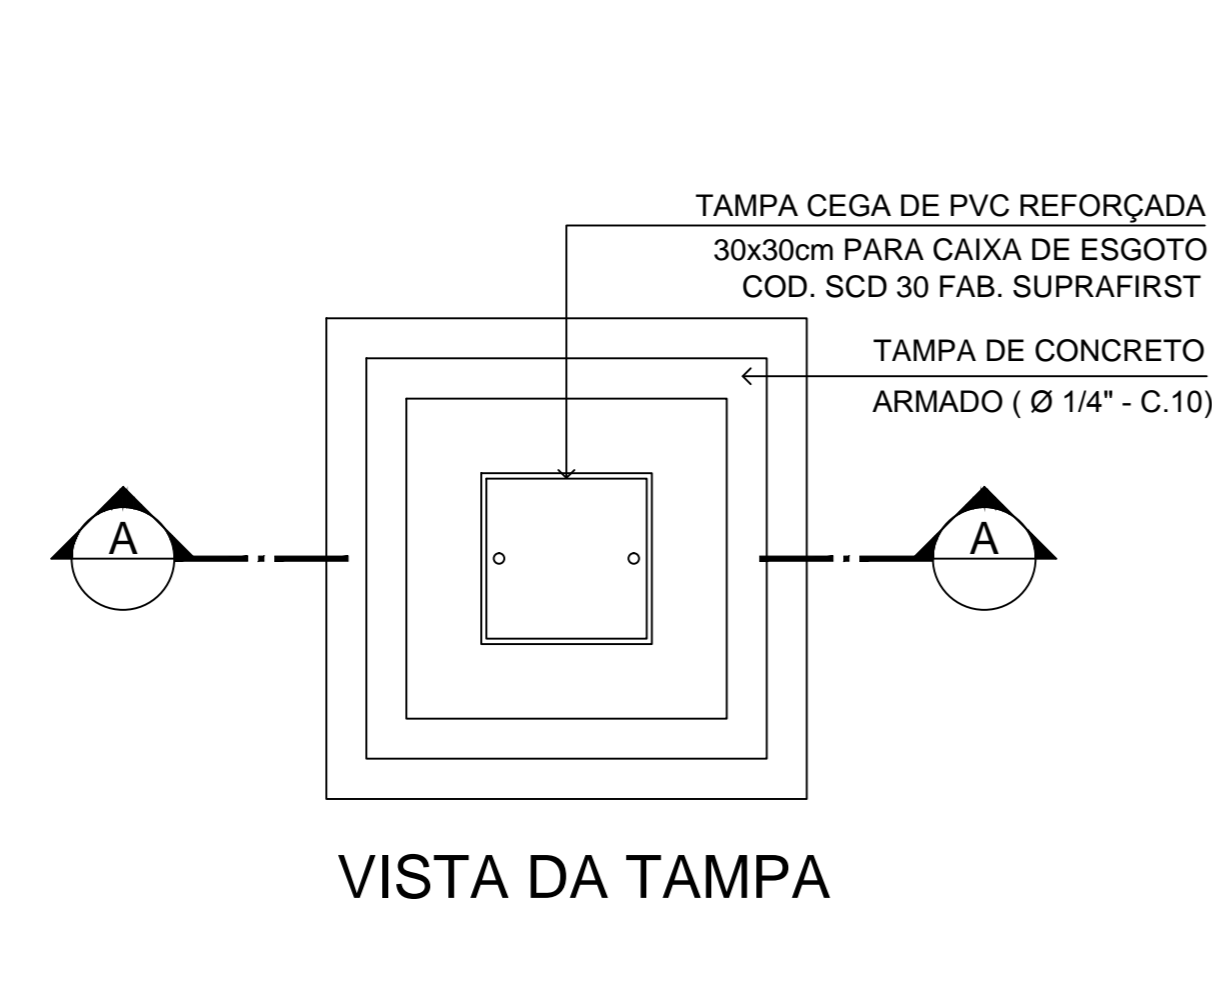 TAMPA CEGA DE PVC REFORÇADA
30x30cm PARA CAIXA DE ESGOTO
COD. SCD 30 FAB. SUPRAFIRST
TAMPA DE CONCRETO
ARMADO ( Ø 1/4" - C.10)
A
A
VISTA DA TAMPA